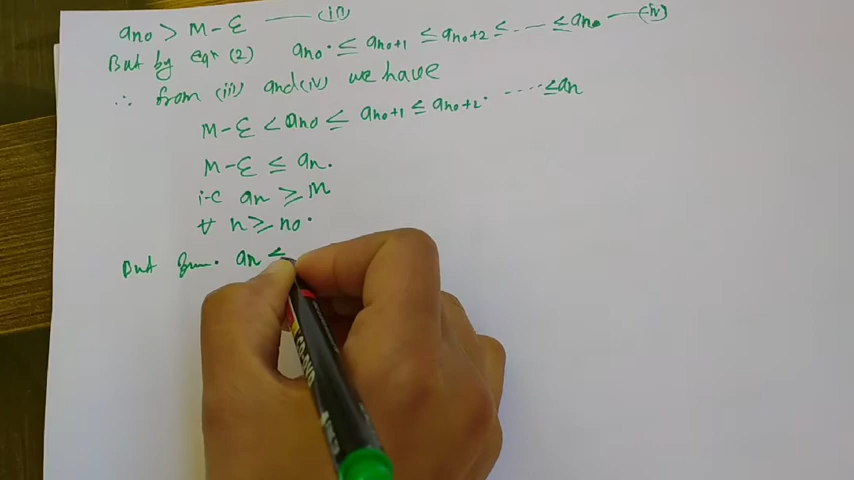 an₀ > M - ε —— (iii)
But by eqn (2) an₀ ≤ an₀+1 ≤ an₀+2 ≤ ... ≤ an₀ —(iv)
∴ from (iii) and (iv) we have
M - ε < an₀ ≤ an₀+1 ≤ an₀+2 .... ≤ an
M - ε ≤ an.
i-e an ≥ M
∀ n ≥ n₀.
But an ≤